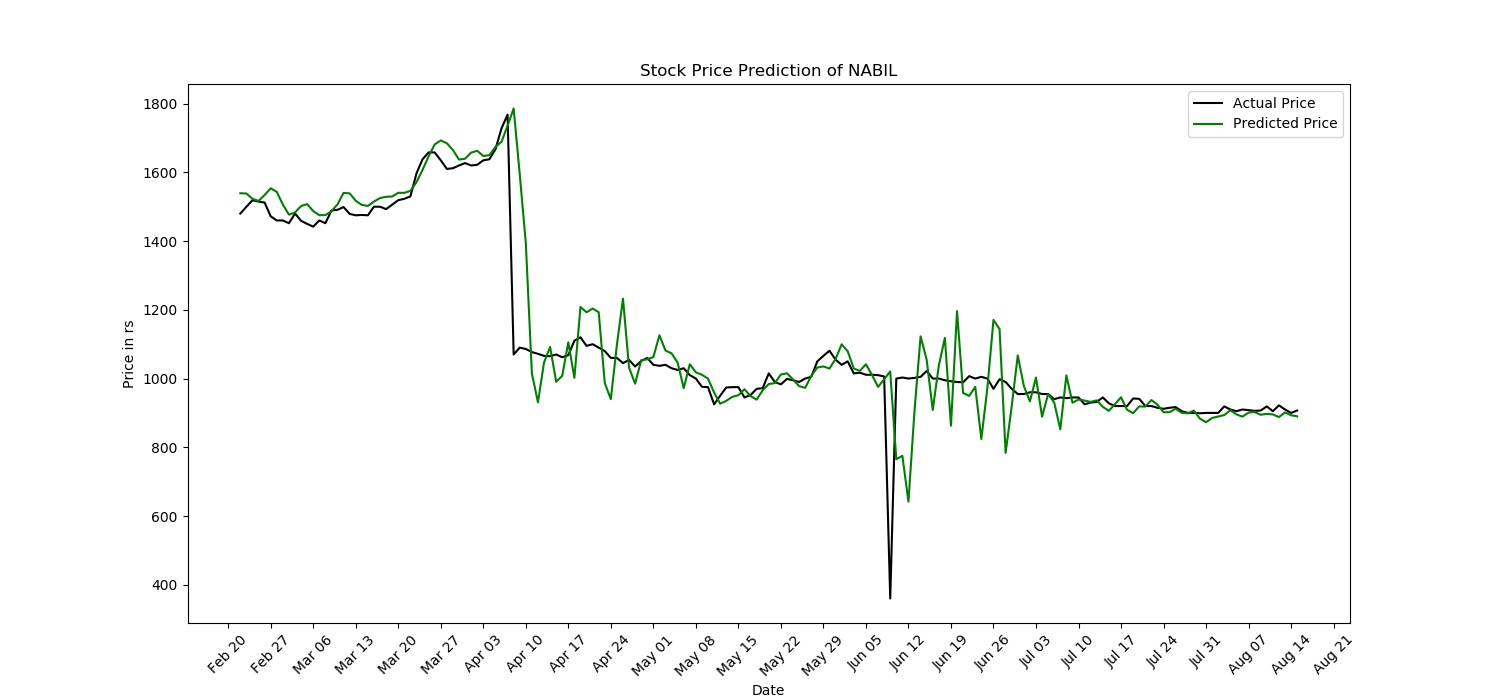 Stock Price Prediction of NABIL
Actual Price
Predicted Price
Price in rs
1800
1600
1400
1200
1000
800
600
400
Feb 20
Feb 27
Mar 06
Mar 13
Mar 20
Mar 27
Apr 03
Apr 10
Apr 17
Apr 24
May 01
May 08
May 15
May 22
May 29
Jun 05
Jun 12
Jun 19
Jun 26
Jul 03
Jul 10
Jul 17
Jul 24
Jul 31
Aug 07
Aug 14
Aug 21
Date